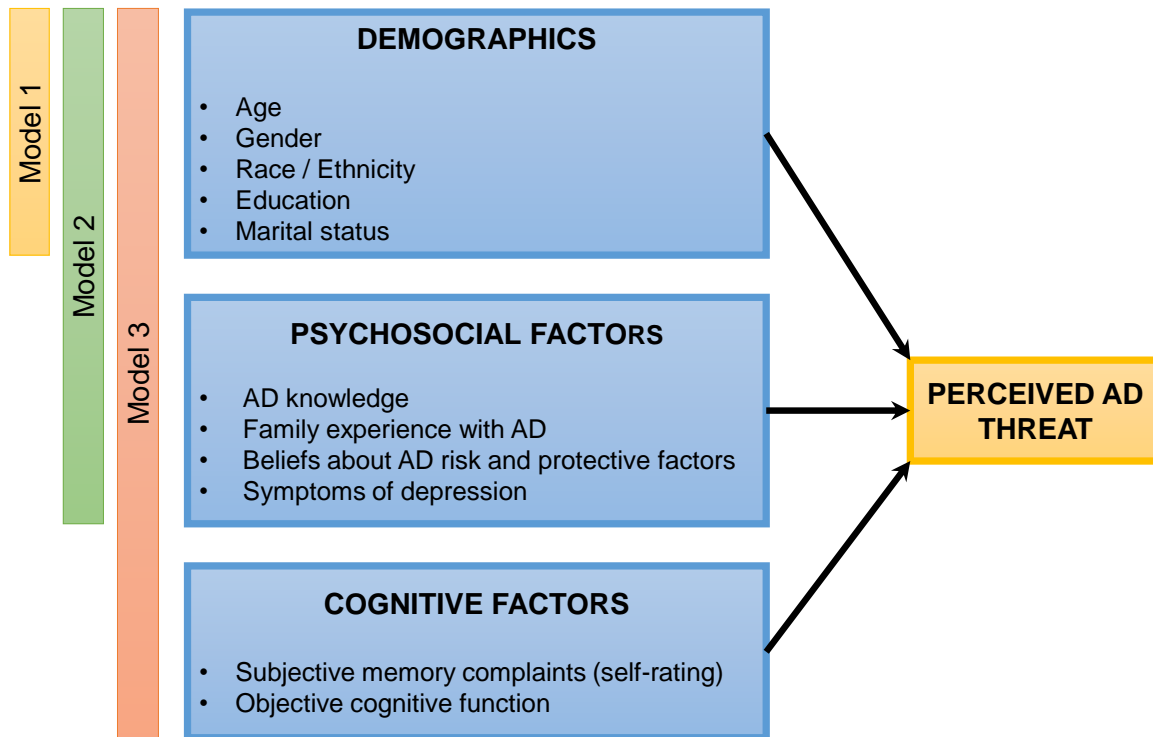 Model 1
Model 2
Model 3
DEMOGRAPHICS
• Age
• Gender
• Race / Ethnicity
• Education
• Marital status
PSYCHOSOCIAL FACTORS
• AD knowledge
• Family experience with AD
• Beliefs about AD risk and protective factors
• Symptoms of depression
COGNITIVE FACTORS
• Subjective memory complaints (self-rating)
• Objective cognitive function
PERCEIVED AD
THREAT